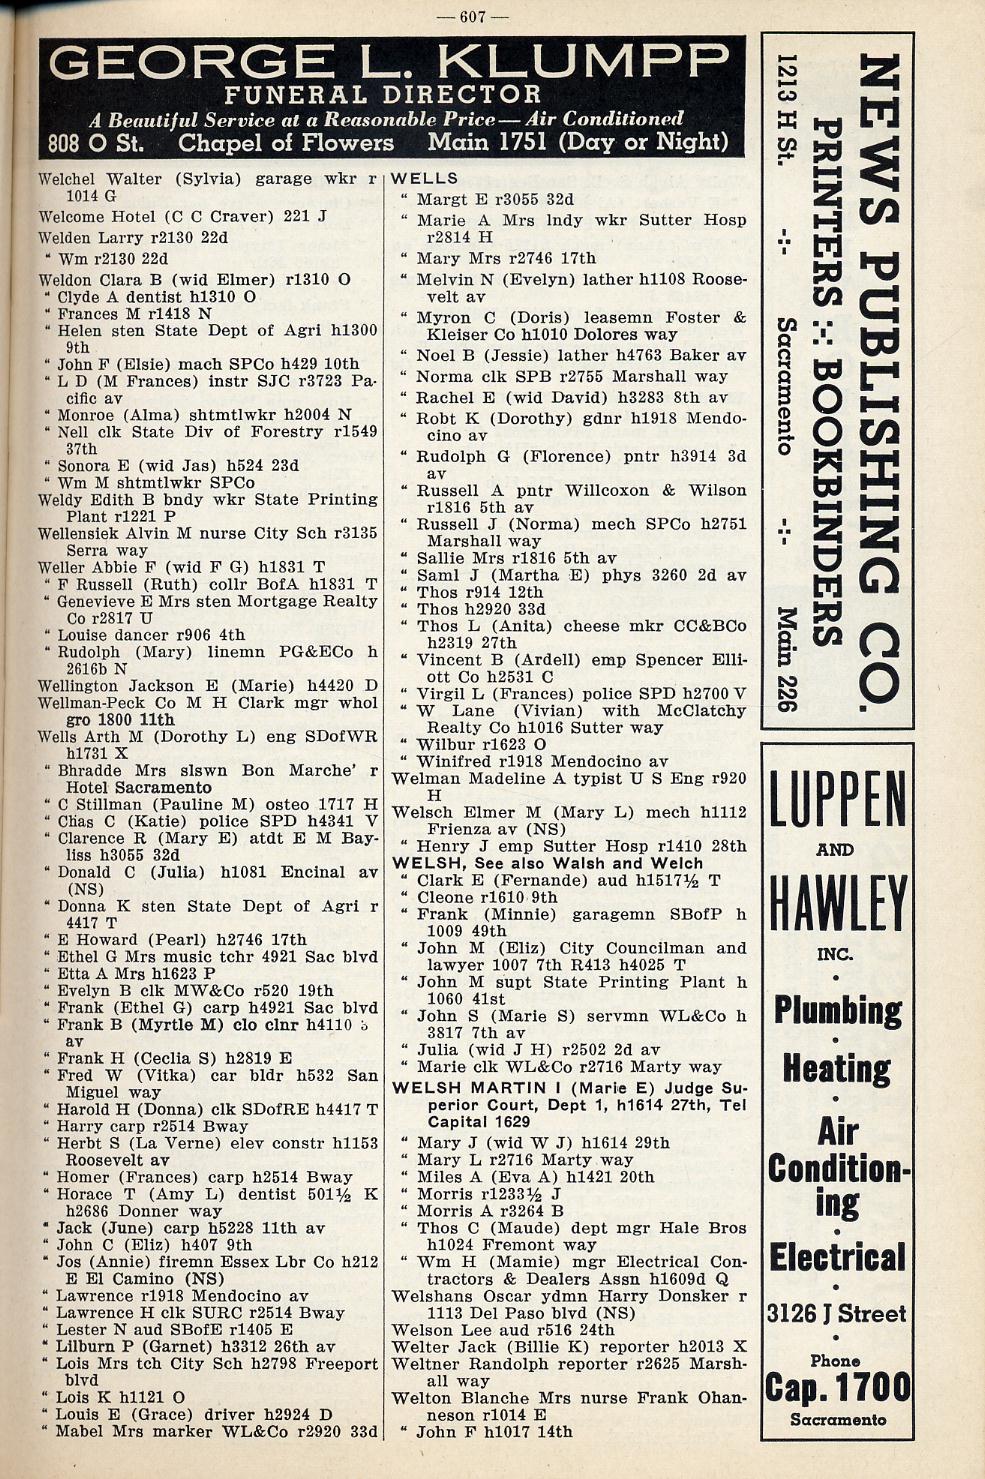 — 607 —
GEORGE L. KLUMPP
FUNERAL DIRECTOR
A Beautiful Service at a Reasonable Price — Air Conditioned
808 O St. Chapel of Flowers Main 1751 (Day or Night)
Welchel Walter (Sylvia) garage wkr r
1014 G
Welcome Hotel (C C Craver) 221 J
Welden Larry r2130 22d
“ Wm r2130 22d
Weldon Clara B (wid Elmer) r1310 O
“ Clyde A dentist h1310 O
“ Frances M r1418 N
“ Helen sten State Dept of Agri h1300
9th
“ John F (Elsie) mach SPCo h429 10th
“ L D (M Frances) instr SJC r3723 Pa-
cific av
“ Monroe (Alma) shtmtlwkr h2004 N
“ Nell clk State Div of Forestry r1549
37th
“ Sonora E (wid Jas) h524 23d
“ Wm M shtmtlwkr SPCo
Weldy Edith B bndy wkr State Printing
Plant r1221 P
Wellensiek Alvin M nurse City Sch r3135
Serra way
Weller Abbie F (wid F G) h1831 T
“ F Russell (Ruth) collr BofA h1831 T
“ Genevieve E Mrs sten Mortgage Realty
Co r2817 U
“ Louise dancer r906 4th
“ Rudolph (Mary) linemn PG&ECo h
2616b N
Wellington Jackson E (Marie) h4420 D
Wellman-Peck Co M H Clark mgr whol
gro 1800 11th
Wells Arth M (Dorothy L) eng SDofWR
h1731 X
“ Bhradde Mrs slswn Bon Marche' r
Hotel Sacramento
“ C Stillman (Pauline M) osteo 1717 H
“ Chas C (Katie) police SPD h4341 V
“ Clarence R (Mary E) atdt E M Bay-
liss h3055 32d
“ Donald C (Julia) h1081 Encinal av
(NS)
“ Donna K sten State Dept of Agri r
4417 T
“ E Howard (Pearl) h2746 17th
“ Ethel G Mrs music tchr 4921 Sac blvd
“ Etta A Mrs h1623 P
“ Evelyn B clk MW&Co r520 19th
“ Frank (Ethel G) carp h4921 Sac blvd
“ Frank B (Myrtle M) clo clnr h4110
av
“ Frank H (Ceclia S) h2819 E
“ Fred W (Vitka) car bldr h532 San
Miguel way
“ Harold H (Donna) clk SDofRE h4417 T
“ Harry carp r2514 Bway
“ Herbt S (La Verne) elev constr h1153
Roosevelt av
“ Homer (Frances) carp h2514 Bway
“ Horace T (Amy L) dentist 501½ K
h2686 Donner way
“ Jack (June) carp h5228 11th av
“ John C (Eliz) h407 9th
“ Jos (Annie) firemn Essex Lbr Co h212
E El Camino (NS)
“ Lawrence r1918 Mendocino av
“ Lawrence H clk SURC r2514 Bway
“ Lester N aud SBofE r1405 E
“ Lilburn P (Garnet) h3312 26th av
“ Lois Mrs tch City Sch h2798 Freeport
blvd
“ Lois K h1121 O
“ Louis E (Grace) driver h2924 D
“ Mabel Mrs marker WL&Co r2920 33d
WELLS
“ Margt E r3055 32d
“ Marie A Mrs lndy wkr Sutter Hosp
r2814 H
“ Mary Mrs r2746 17th
“ Melvin N (Evelyn) lather h1108 Roose-
velt av
“ Myron C (Doris) leasemn Foster &
Kleiser Co h1010 Dolores way
“ Noel B (Jessie) lather h4763 Baker av
“ Norma clk SPB r2755 Marshall way
“ Rachel E (wid David) h3283 8th av
“ Robt K (Dorothy) gdnr h1918 Mendo-
cino av
“ Rudolph G (Florence) pntr h3914 3d
av
“ Russell A pntr Willcoxon & Wilson
r1816 5th av
“ Russell J (Norma) mech SPCo h2751
Marshall way
“ Sallie Mrs r1816 5th av
“ Saml J (Martha E) phys 3260 2d av
“ Thos r914 12th
“ Thos h2920 33d
“ Thos L (Anita) cheese mkr CC&BCo
h2319 27th
“ Vincent B (Ardell) emp Spencer Elli-
ott Co h2531 C
“ Virgil L (Frances) police SPD h2700 V
“ W Lane (Vivian) with McClatchy
Realty Co h1016 Sutter way
“ Wilbur r1623 O
“ Winifred r1918 Mendocino av
Welman Madeline A typist U S Eng r920
H
Welsch Elmer M (Mary L) mech h1112
Frienza av (NS)
“ Henry J emp Sutter Hosp r1410 28th
WELSH, See also Walsh and Welch
“ Clark E (Fernande) aud h1517½ T
“ Cleone r1610 9th
“ Frank (Minnie) garagemn SBofP h
1009 49th
“ John M (Eliz) City Councilman and
lawyer 1007 7th R413 h4025 T
“ John M supt State Printing Plant h
1060 41st
“ John S (Marie S) servmn WL&Co h
3817 7th av
“ Julia (wid J H) r2502 2d av
“ Marie clk WL&Co r2716 Marty way
WELSH MARTIN I (Marie E) Judge Su-
perior Court, Dept 1, h1614 27th, Tel
Capital 1629
“ Mary J (wid W J) h1614 29th
“ Mary L r2716 Marty way
“ Miles A (Eva A) h1421 20th
“ Morris r1233½ J
“ Morris A r3264 B
“ Thos C (Maude) dept mgr Hale Bros
h1024 Fremont way
“ Wm H (Mamie) mgr Electrical Con-
tractors & Dealers Assn h1609d Q
Welshans Oscar ydmn Harry Donsker r
1113 Del Paso blvd (NS)
Welson Lee aud r516 24th
Welter Jack (Billie K) reporter h2013 X
Weltner Randolph reporter r2625 Marsh-
all way
Welton Blanche Mrs nurse Frank Ohan-
neson r1014 E
“ John F h1017 14th
NEWS PUBLISHING CO.
PRINTERS ·:· BOOKBINDERS
1213 H St. ·:· Sacramento ·:· Main 226
LUPPEN
AND
HAWLEY
INC.
•
Plumbing
•
Heating
•
Air
Condition-
ing
•
Electrical
•
3126 J Street
•
Phone
Cap. 1700
Sacramento